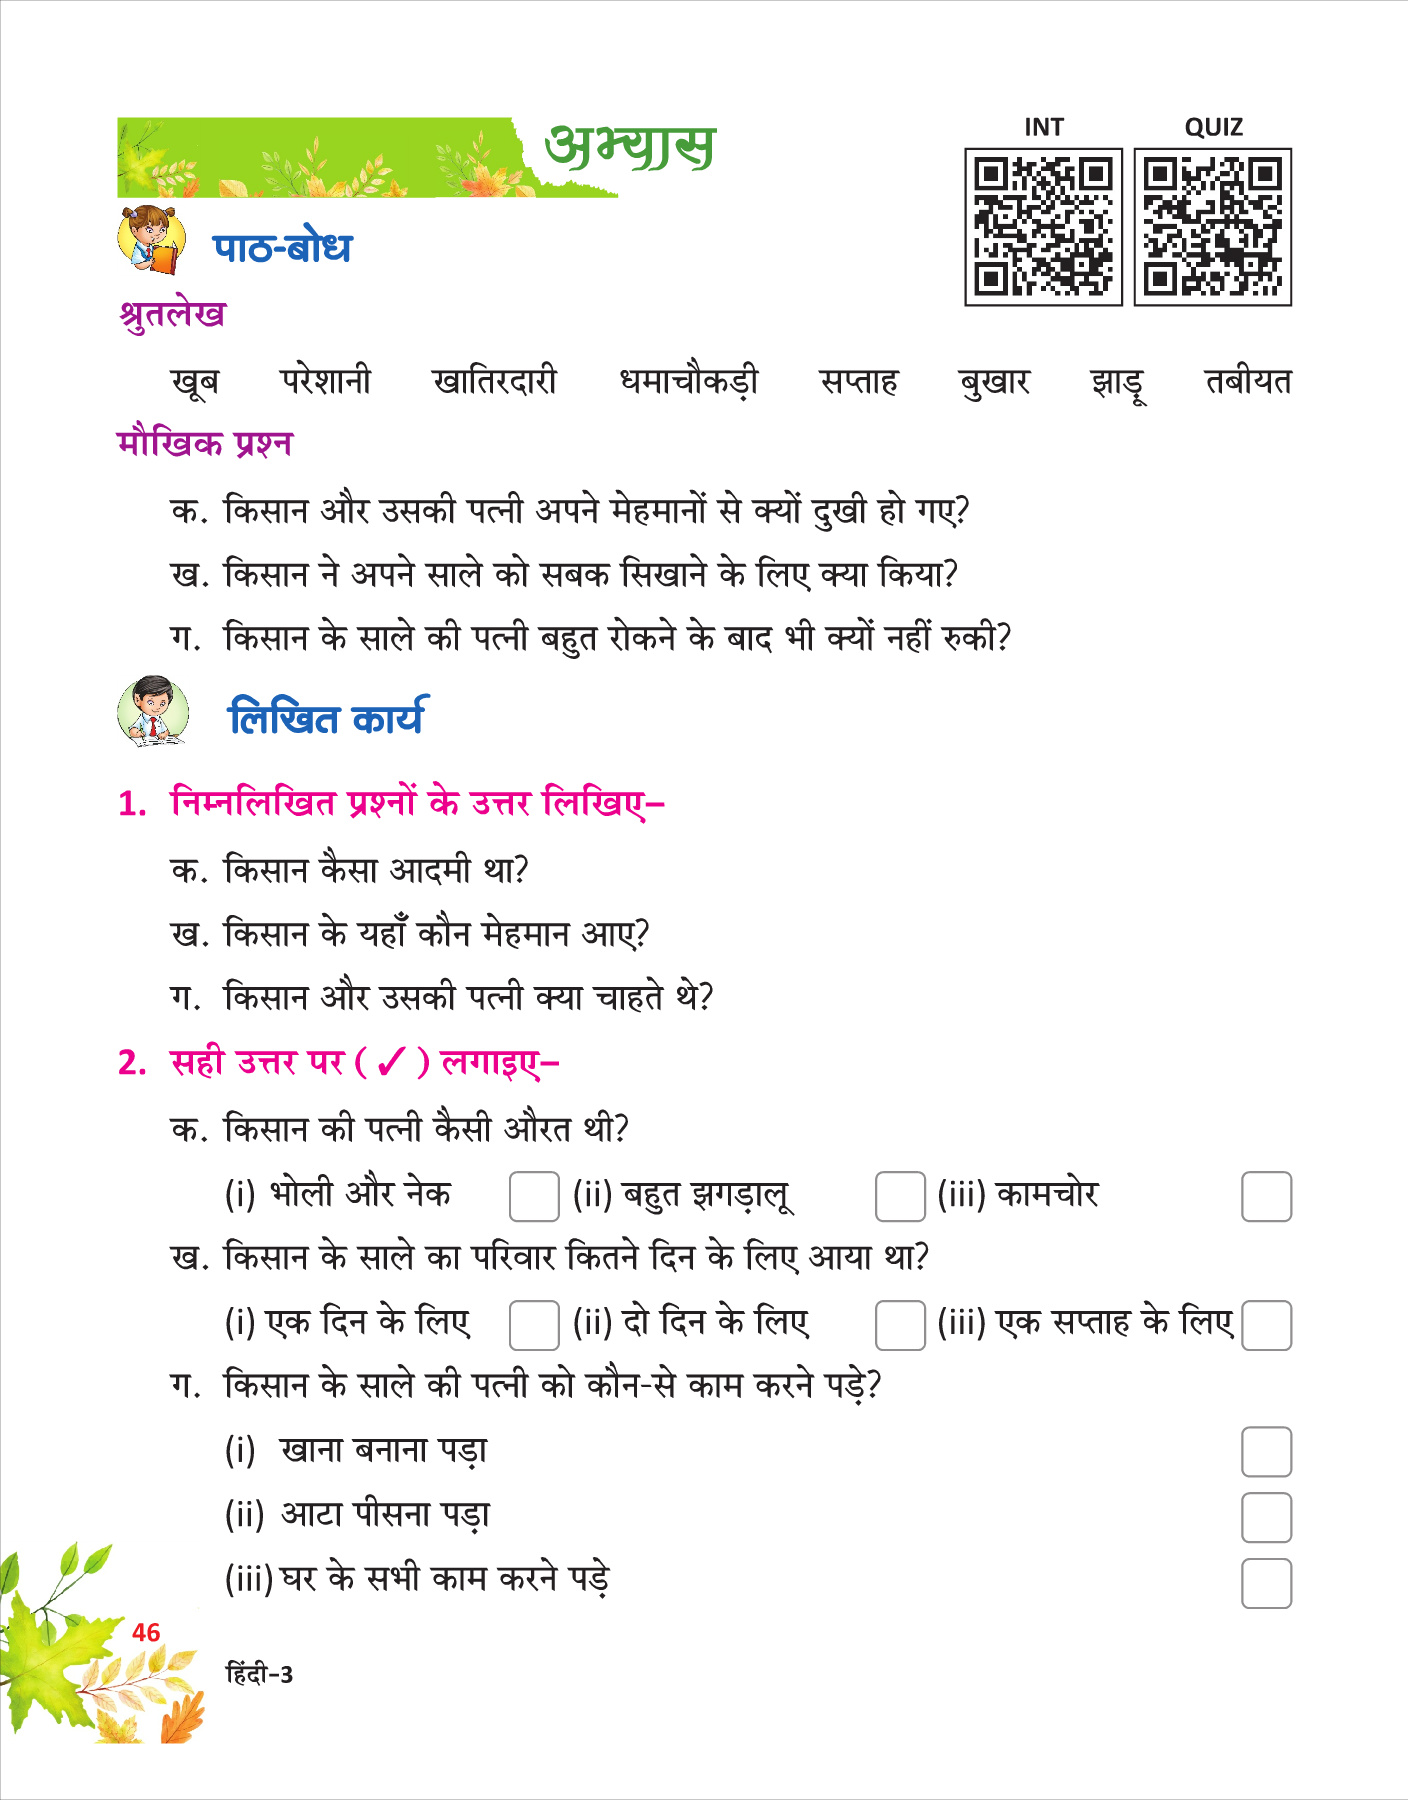 अभ्यास
INT QUIZ
पाठ-बोध
श्रुतलेख
खूब परेशानी खातिरदारी धमाचौकड़ी सप्ताह बुखार झाड़ू तबीयत
मौखिक प्रश्न
क. किसान और उसकी पत्नी अपने मेहमानों से क्यों दुखी हो गए?
ख. किसान ने अपने साले को सबक सिखाने के लिए क्या किया?
ग. किसान के साले की पत्नी बहुत रोकने के बाद भी क्यों नहीं रुकी?
लिखित कार्य
1. निम्नलिखित प्रश्नों के उत्तर लिखिए–
क. किसान कैसा आदमी था?
ख. किसान के यहाँ कौन मेहमान आए?
ग. किसान और उसकी पत्नी क्या चाहते थे?
2. सही उत्तर पर (✓) लगाइए–
क. किसान की पत्नी कैसी औरत थी?
(i) भोली और नेक (ii) बहुत झगड़ालू (iii) कामचोर
ख. किसान के साले का परिवार कितने दिन के लिए आया था?
(i) एक दिन के लिए (ii) दो दिन के लिए (iii) एक सप्ताह के लिए
ग. किसान के साले की पत्नी को कौन-से काम करने पड़े?
(i) खाना बनाना पड़ा
(ii) आटा पीसना पड़ा
(iii) घर के सभी काम करने पड़े
46
हिंदी–3